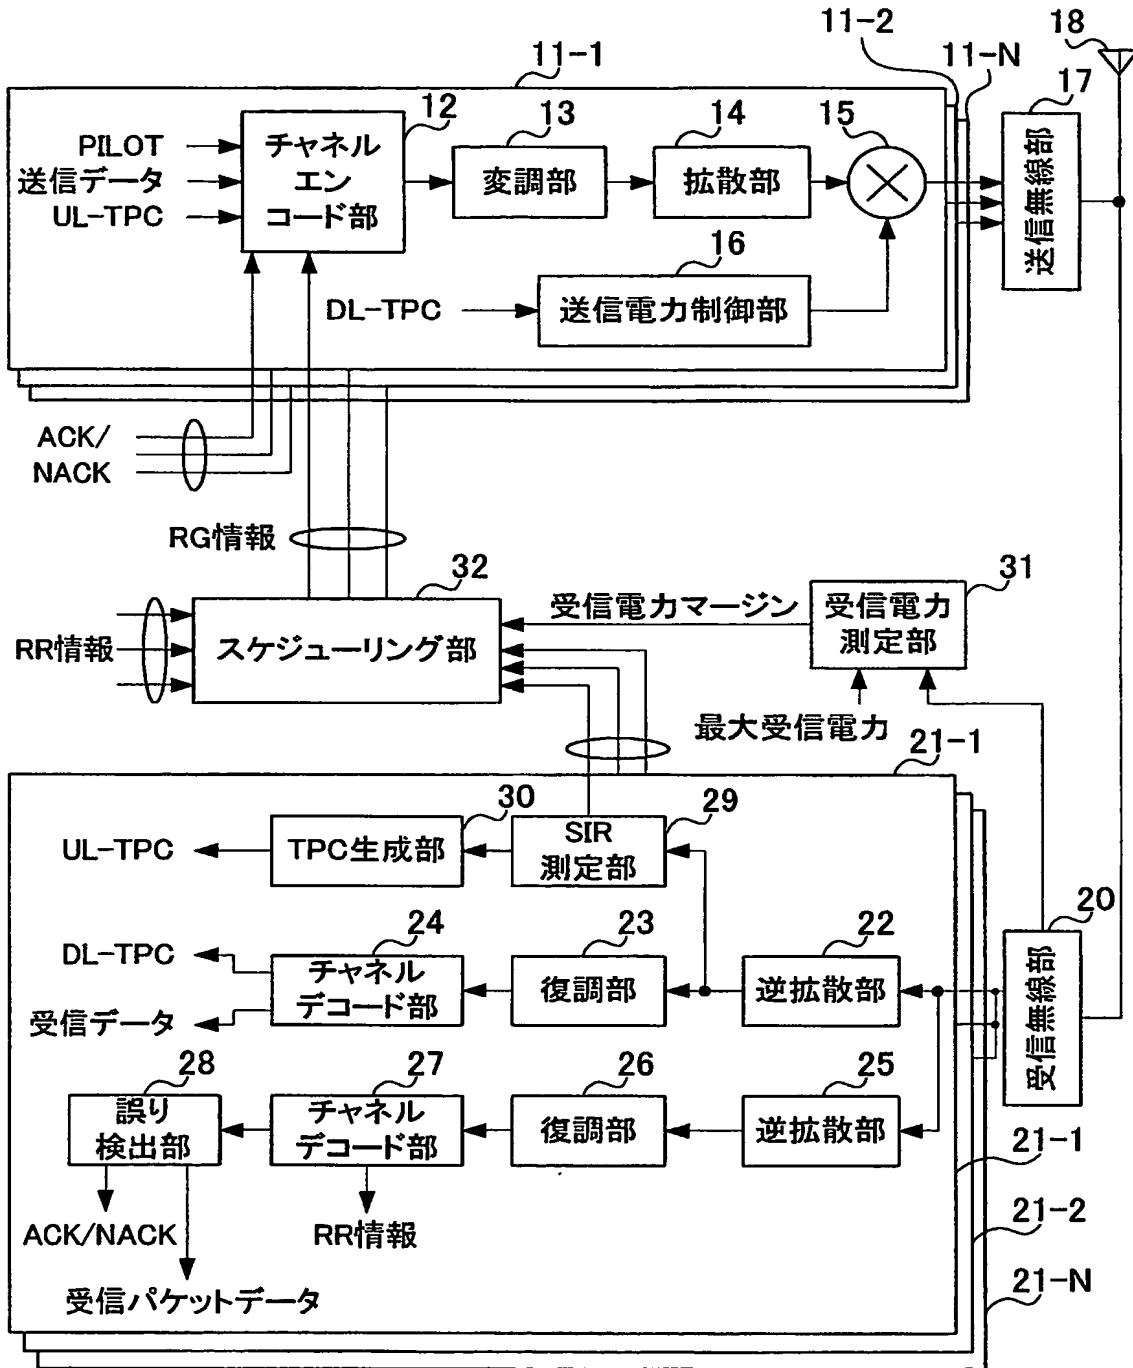 11-1
11-2
11-N
18
17
12
13
14
15
PILOT
送信データ
UL-TPC
チャネル
エン
コード部
変調部
拡散部
送信無線部
16
DL-TPC
送信電力制御部
ACK/
NACK
RG情報
32
31
RR情報
スケジューリング部
受信電力マージン
受信電力
測定部
最大受信電力
21-1
30
29
UL-TPC
TPC生成部
SIR
測定部
20
24
23
22
DL-TPC
受信データ
チャネル
デコード部
復調部
逆拡散部
受信無線部
28
27
26
25
誤り
検出部
チャネル
デコード部
復調部
逆拡散部
21-1
ACK/NACK
RR情報
21-2
受信パケットデータ
21-N